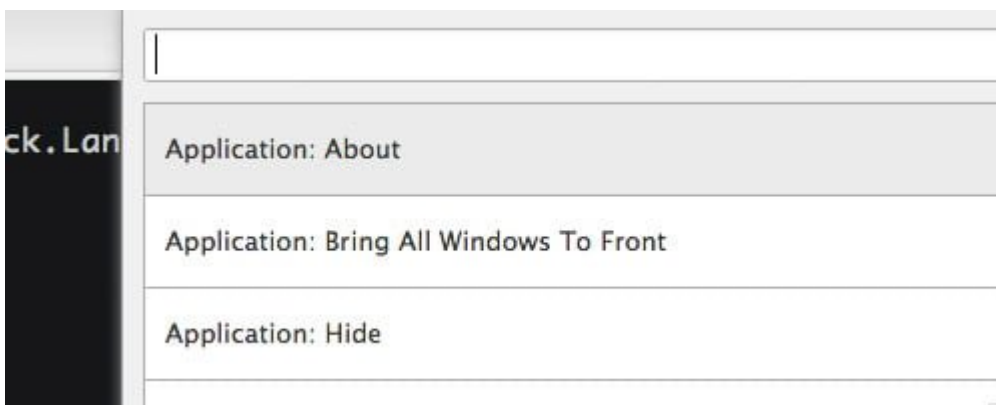 ck.Lan
Application: About
Application: Bring All Windows To Front
Application: Hide